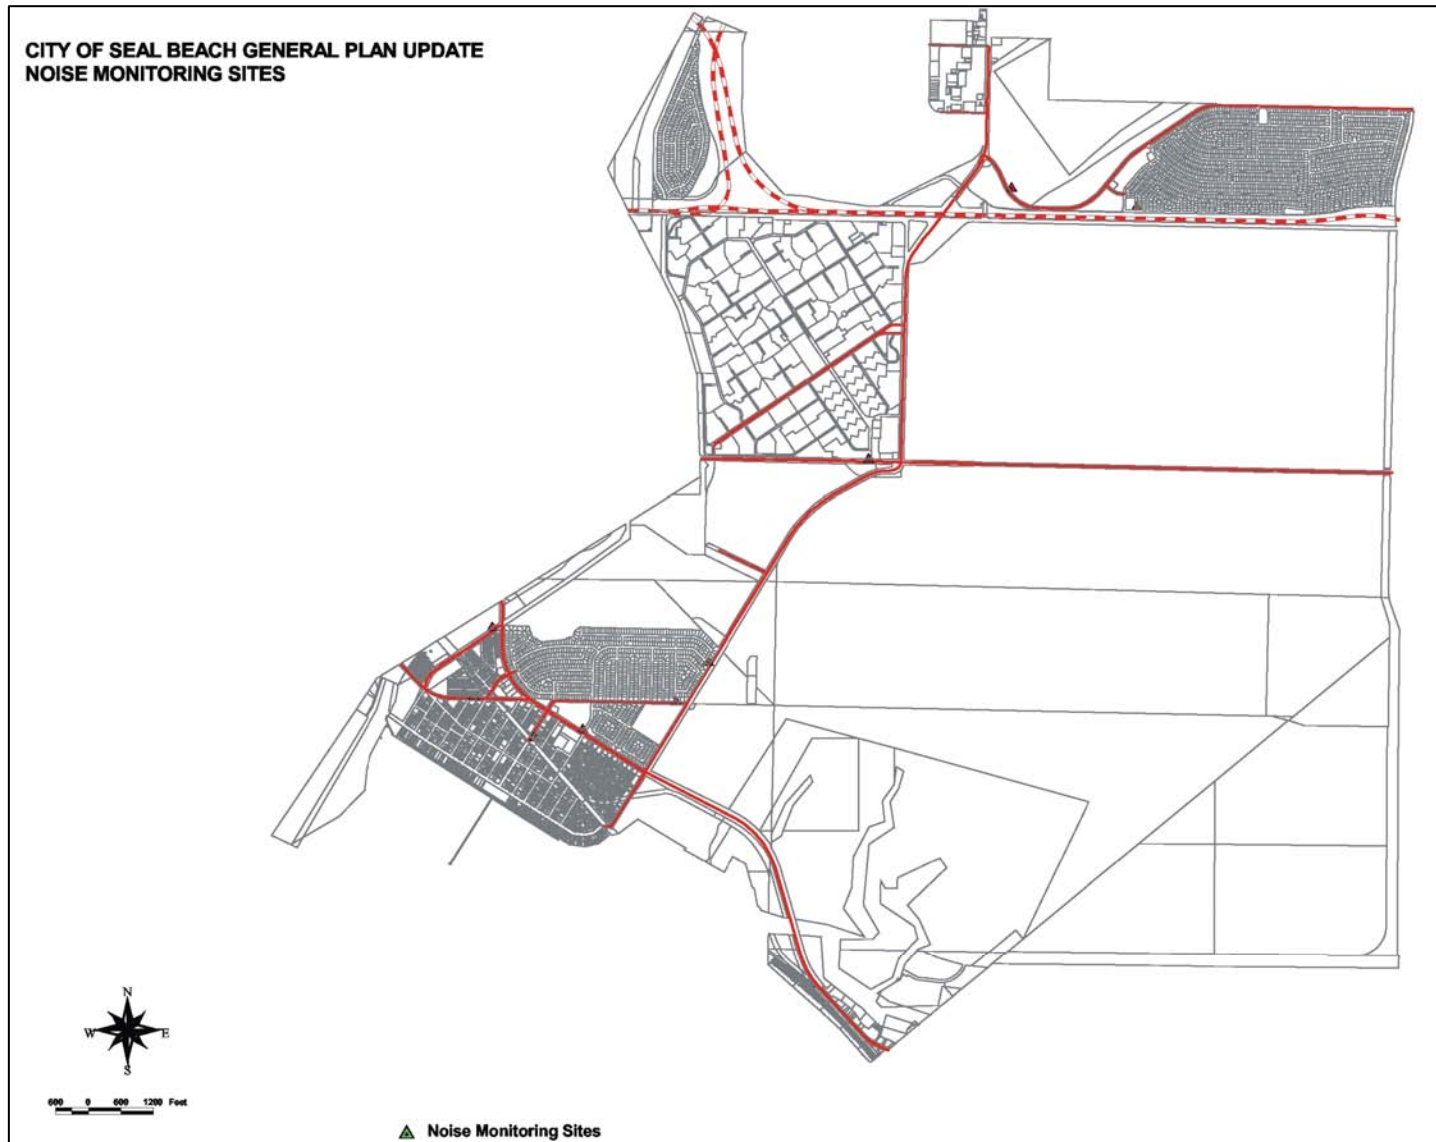 CITY OF SEAL BEACH GENERAL PLAN UPDATE
NOISE MONITORING SITES
N
W E
S
600 0 600 1200 Feet
Noise Monitoring Sites